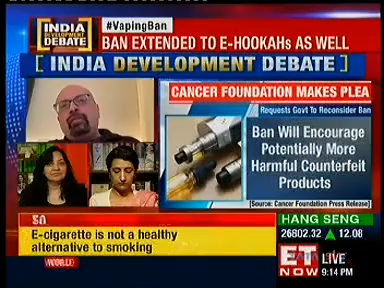 INDIA
DEVELOPMENT
DEBATE
#VapingBan
BAN EXTENDED TO E-HOOKAHs AS WELL
[ INDIA DEVELOPMENT DEBATE ]
CANCER FOUNDATION MAKES PLEA
Requests Govt To Reconsider Ban
Ban Will Encourage
Potentially More
Harmful Counterfeit
Products
[Source: Cancer Foundation Press Release]
E-cigarette is not a healthy
alternative to smoking
WORLD
HANG SENG
26802.32 ▲ 12.08
ET
NOW
LIVE
9:14 PM